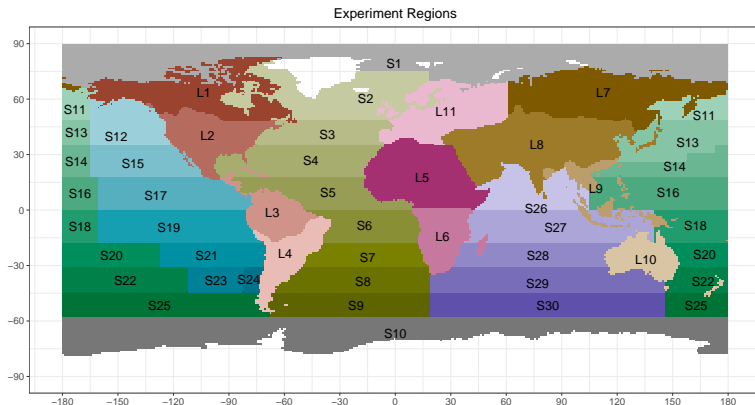 Experiment Regions
90
60
30
0
−30
−60
−90
S1
S2
L1
L7
L11
S11
S11
S12
S13
L2
S3
L8
S13
S14
S15
S4
S14
L5
L9
S16
S17
S5
S26
S16
L3
S18
S19
S6
L6
S27
S18
S20
S21
L4
S7
S28
L10
S20
S22
S23
S24
S8
S29
S22
S25
S9
S30
S25
S10
−180
−150
−120
−90
−60
−30
0
30
60
90
120
150
180